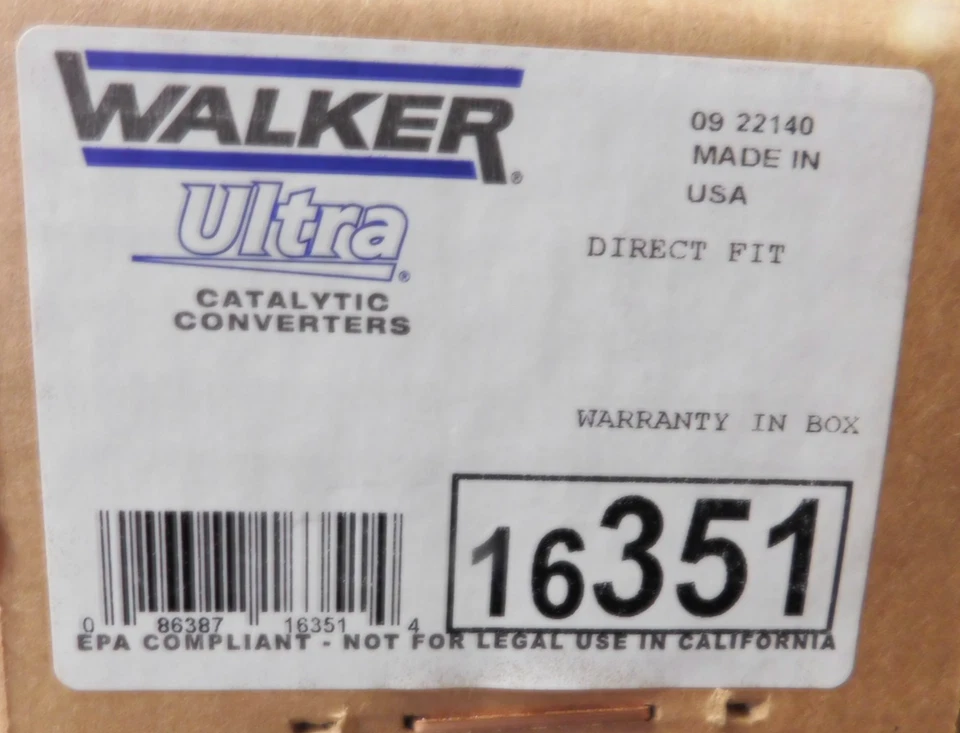 WALKER®
Ultra®
CATALYTIC
CONVERTERS
09 22140
MADE IN
USA
DIRECT FIT
WARRANTY IN BOX
16351
0 86387 16351 4
EPA COMPLIANT - NOT FOR LEGAL USE IN CALIFORNIA